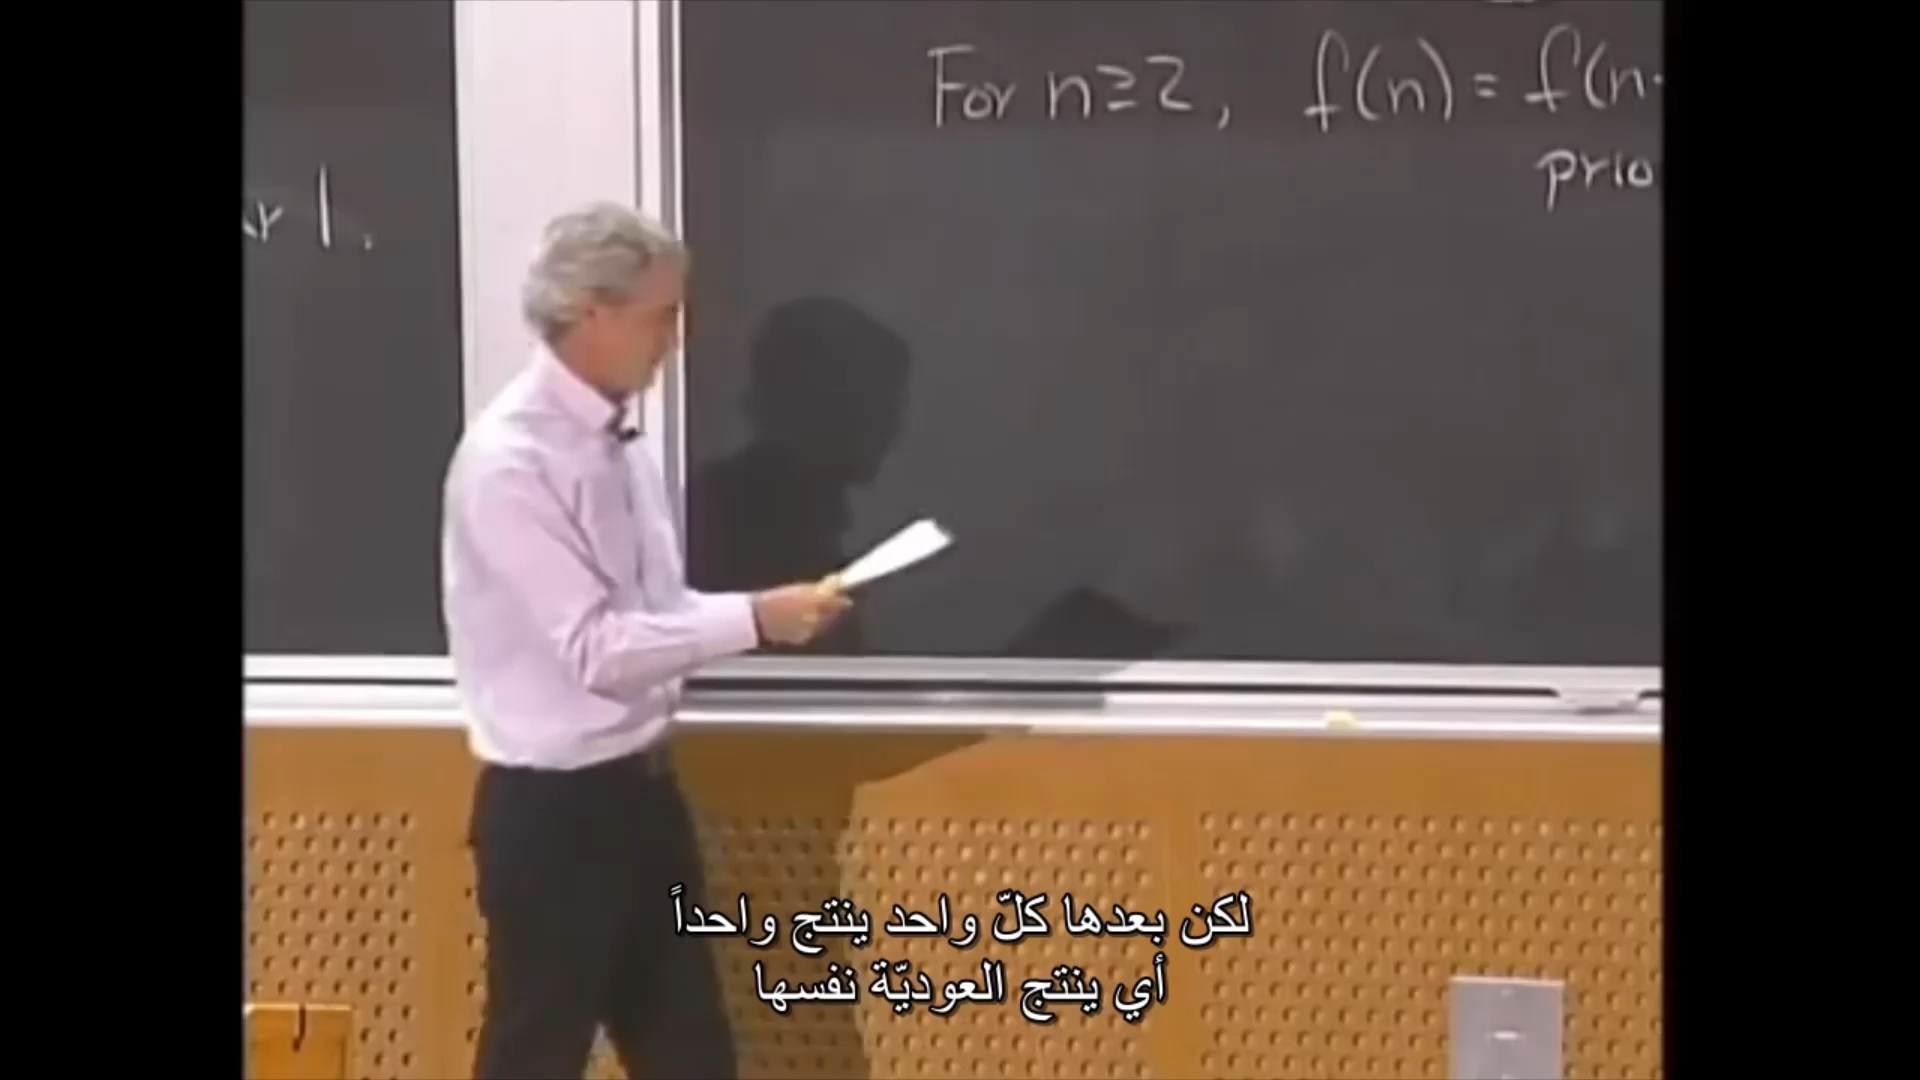 For n≥2, f(n) = f(n-
prio
r 1.
لكن بعدها كلّ واحد ينتج واحداً
أي ينتج العوديّة نفسها